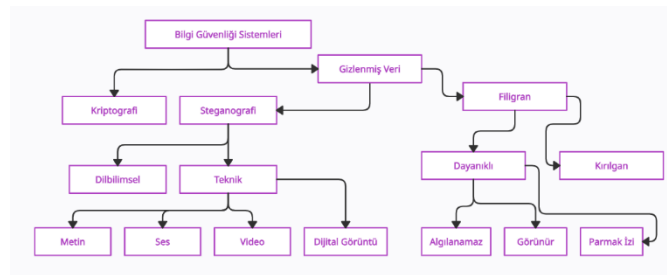 Bilgi Güvenliği Sistemleri
Gizlenmiş Veri
Kriptografi
Steganografi
Filigran
Dilbilimsel
Teknik
Dayanıklı
Kırılgan
Metin
Ses
Video
Dijital Görüntü
Algılanamaz
Görünür
Parmak İzi